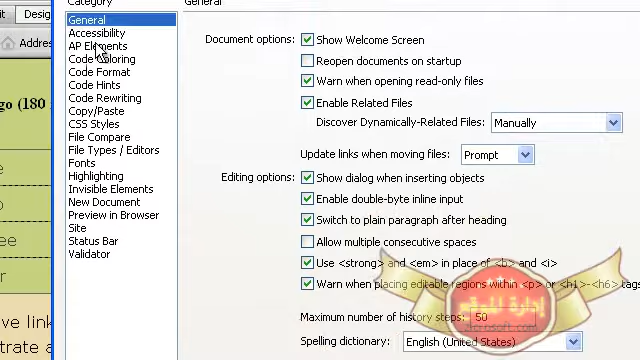 Category
General
it
Desig
Addres
General
Accessibility
AP Elements
Code Coloring
Code Format
Code Hints
Code Rewriting
Copy/Paste
CSS Styles
File Compare
File Types / Editors
Fonts
Highlighting
Invisible Elements
New Document
Preview in Browser
Site
Status Bar
Validator
Document options:
Show Welcome Screen
Reopen documents on startup
Warn when opening read-only files
Enable Related Files
Discover Dynamically-Related Files:
Manually
Update links when moving files:
Prompt
Editing options:
Show dialog when inserting objects
Enable double-byte inline input
Switch to plain paragraph after heading
Allow multiple consecutive spaces
Use <strong> and <em> in place of <b> and <i>
Warn when placing editable regions within <p> or <h1>-<h6> tags
Maximum number of history steps:
50
Spelling dictionary:
English (United States)
go (180
e
o
ee
r
ve link
strate a
إدارة الموقع